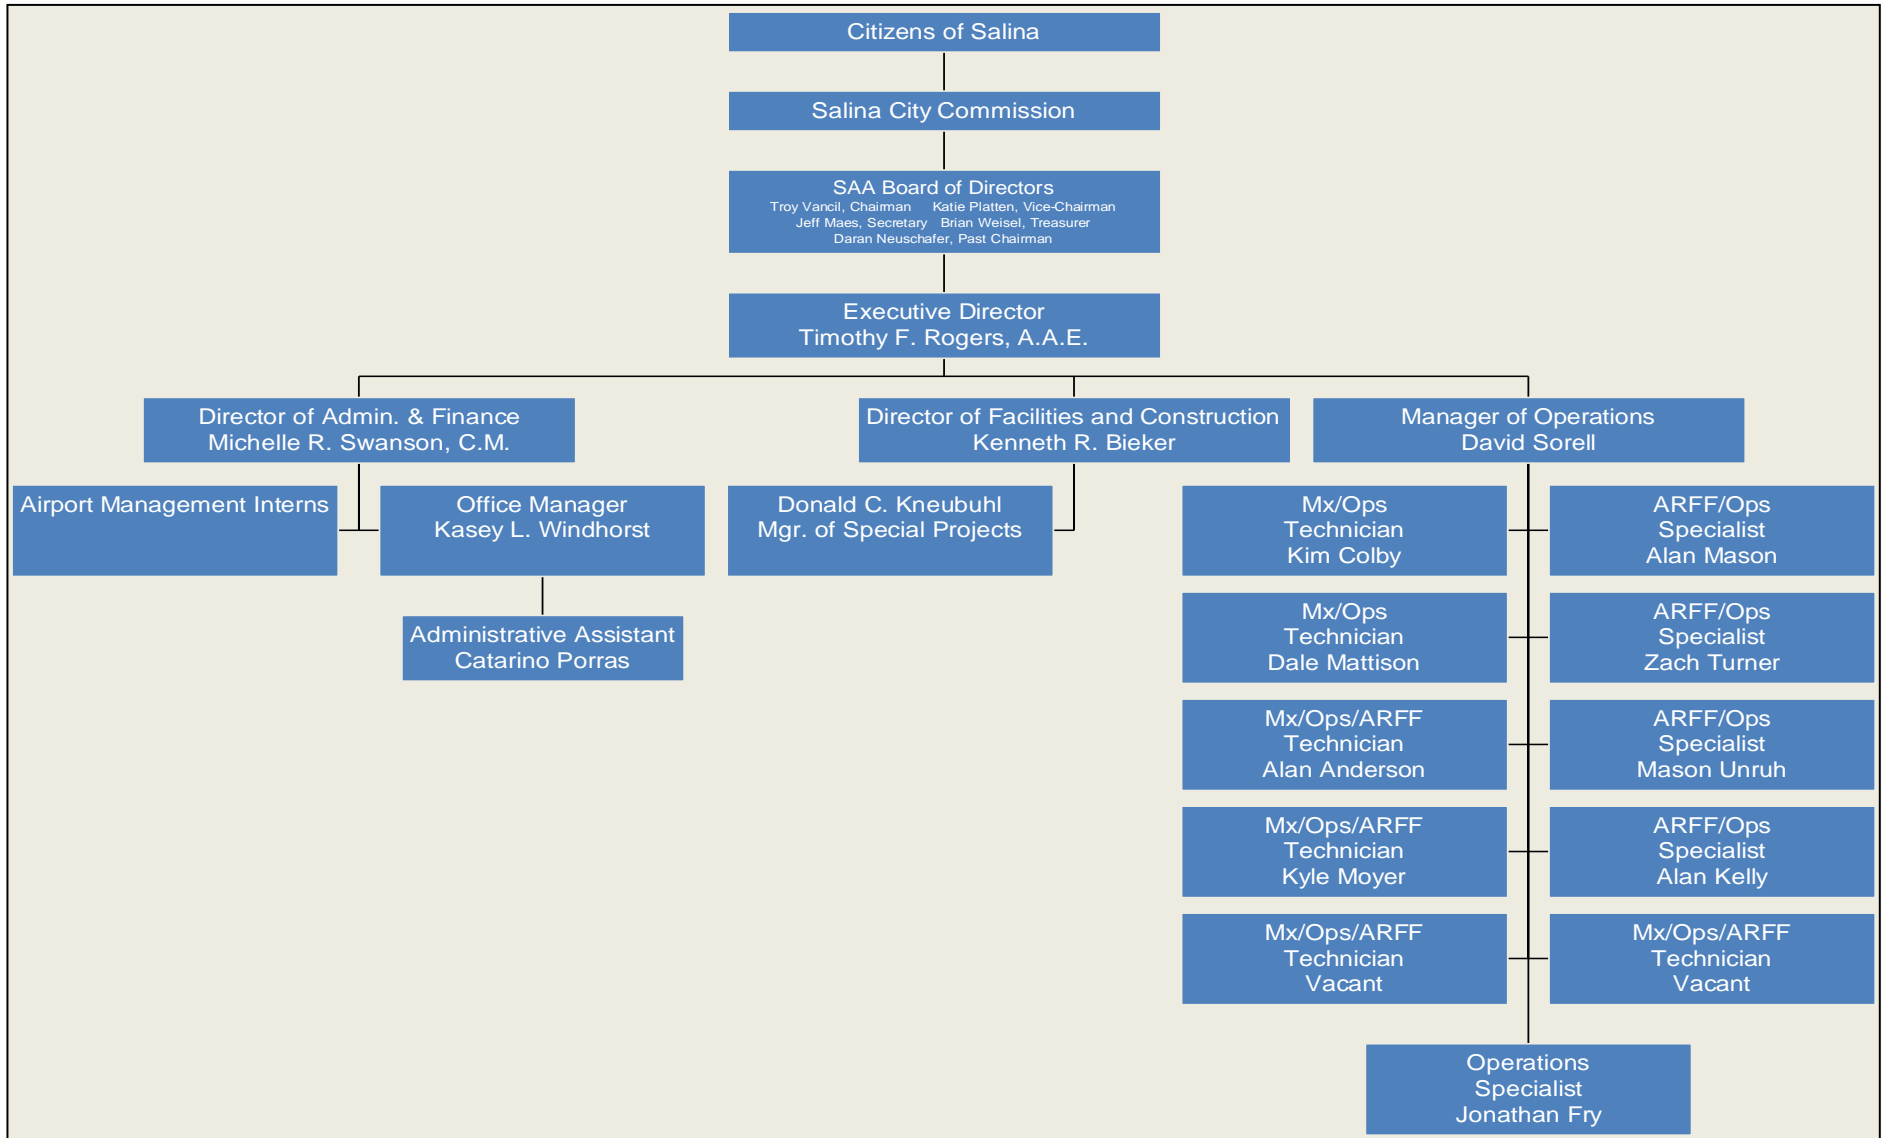 Citizens of Salina
Salina City Commission
SAA Board of Directors
Troy Vancil, Chairman Katie Platten, Vice-Chairman
Jeff Maes, Secretary Brian Weisel, Treasurer
Daran Neuschafer, Past Chairman
Executive Director
Timothy F. Rogers, A.A.E.
Director of Admin. & Finance
Michelle R. Swanson, C.M.
Director of Facilities and Construction
Kenneth R. Bieker
Manager of Operations
David Sorell
Airport Management Interns
Office Manager
Kasey L. Windhorst
Donald C. Kneubuhl
Mgr. of Special Projects
Administrative Assistant
Catarino Porras
Mx/Ops
Technician
Kim Colby
ARFF/Ops
Specialist
Alan Mason
Mx/Ops
Technician
Dale Mattison
ARFF/Ops
Specialist
Zach Turner
Mx/Ops/ARFF
Technician
Alan Anderson
ARFF/Ops
Specialist
Mason Unruh
Mx/Ops/ARFF
Technician
Kyle Moyer
ARFF/Ops
Specialist
Alan Kelly
Mx/Ops/ARFF
Technician
Vacant
Mx/Ops/ARFF
Technician
Vacant
Operations
Specialist
Jonathan Fry